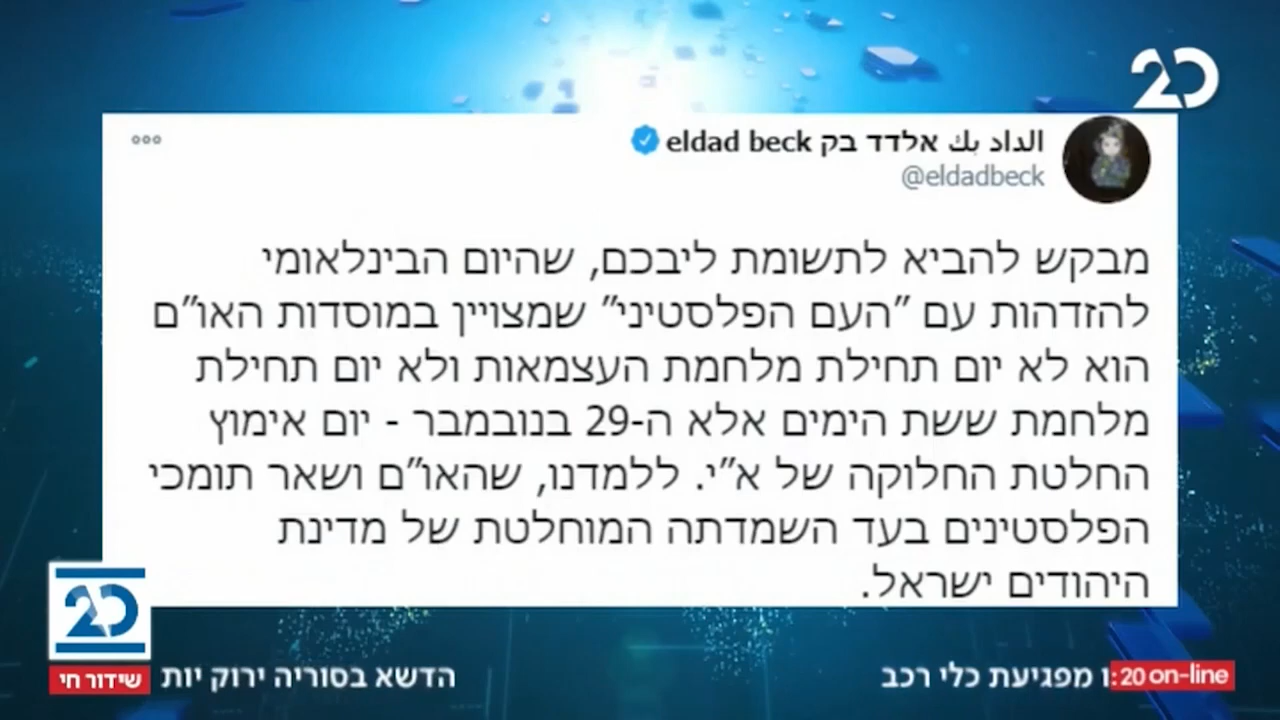 20
الداد بك אלדד בק eldad beck
@eldadbeck
מבקש להביא לתשומת ליבכם, שהיום הבינלאומי
להזדהות עם "העם הפלסטיני" שמצויין במוסדות האו"ם
הוא לא יום תחילת מלחמת העצמאות ולא יום תחילת
מלחמת ששת הימים אלא ה-29 בנובמבר - יום אימוץ
החלטת החלוקה של א"י. ללמדנו, שהאו"ם ושאר תומכי
הפלסטינים בעד השמדתה המוחלטת של מדינת
היהודים ישראל.
20
שידור חי
20 on-line:
ו מפגיעת כלי רכב
הדשא בסוריה ירוק יות